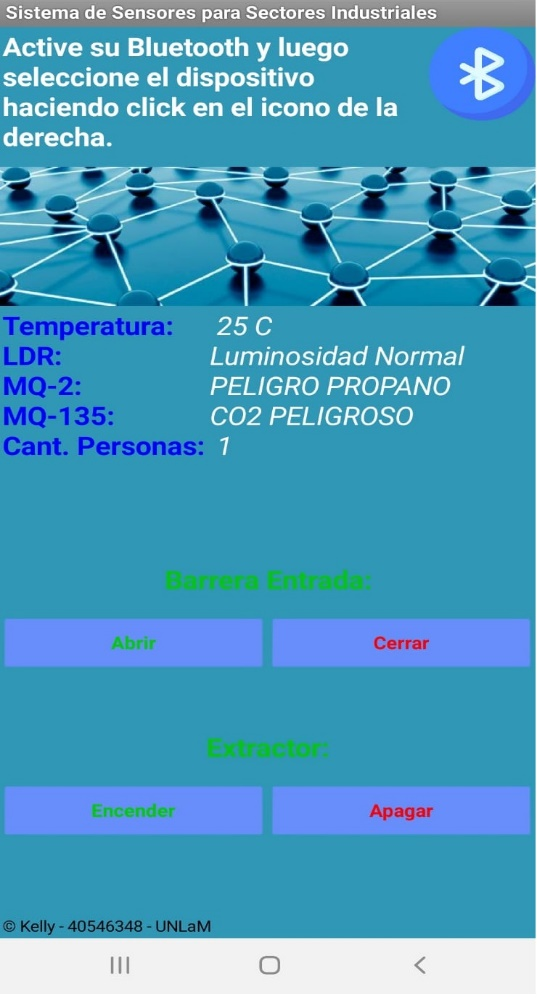 Sistema de Sensores para Sectores Industriales
Active su Bluetooth y luego
seleccione el dispositivo
haciendo click en el icono de la
derecha.
Temperatura: 25 C
LDR: Luminosidad Normal
MQ-2: PELIGRO PROPANO
MQ-135: CO2 PELIGROSO
Cant. Personas: 1
Barrera Entrada:
Abrir Cerrar
Extractor:
Encender Apagar
© Kelly - 40546348 - UNLaM